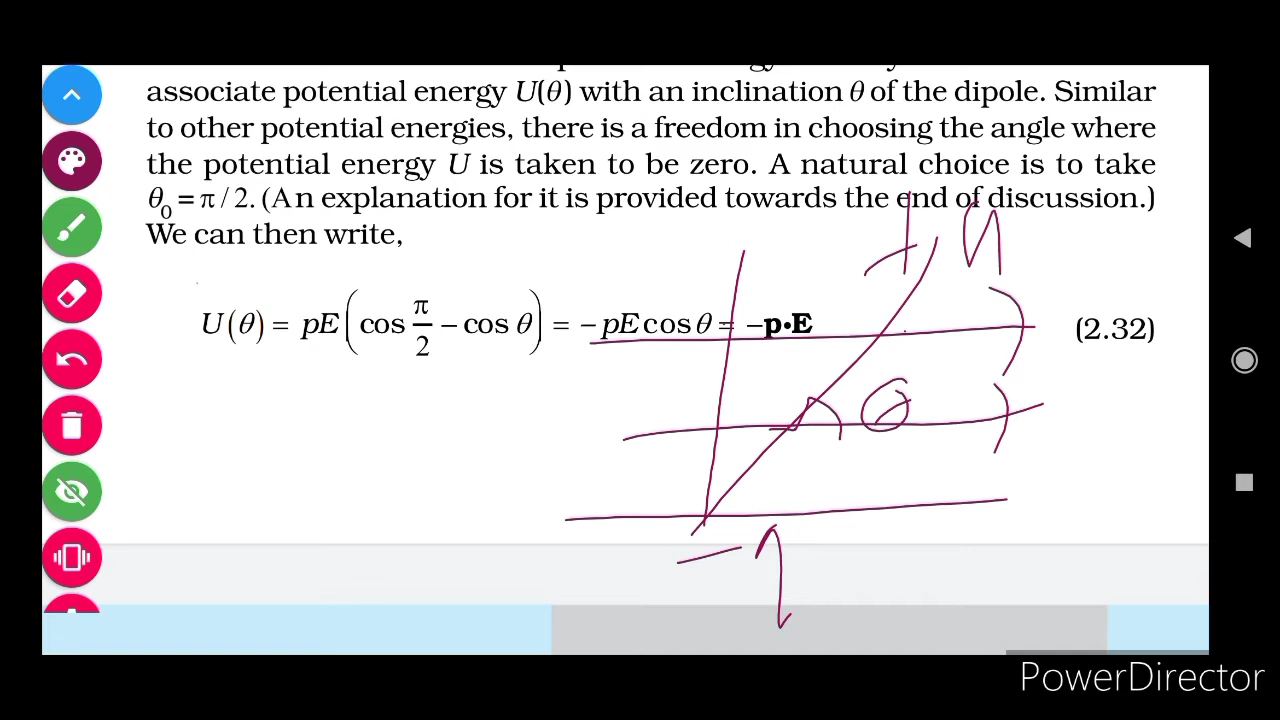 associate potential energy U(θ) with an inclination θ of the dipole. Similar
to other potential energies, there is a freedom in choosing the angle where
the potential energy U is taken to be zero. A natural choice is to take
θ₀ = π / 2. (An explanation for it is provided towards the end of discussion.)
We can then write,
U(θ) = pE(cos π/2 − cos θ) = −pE cos θ = −p·E (2.32)
θ
−q
PowerDirector